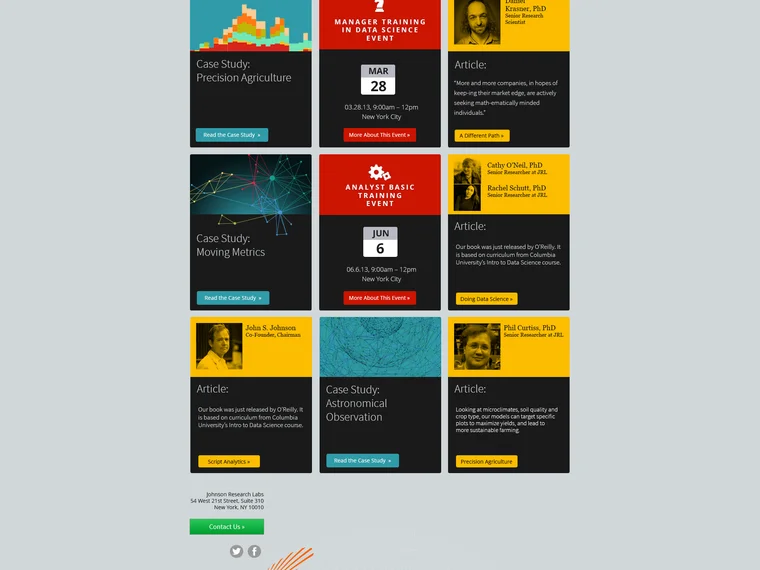 Case Study:
Precision Agriculture
Read the Case Study »
MANAGER TRAINING
IN DATA SCIENCE
EVENT
MAR
28
03.28.13, 9:00am – 12pm
New York City
More About This Event »
Daniel
Krasner, PhD
Senior Research
Scientist
Article:
"More and more companies, in hopes of
keep-ing their market edge, are actively
seeking math-ematically minded
individuals."
A Different Path »
Case Study:
Moving Metrics
Read the Case Study »
ANALYST BASIC
TRAINING
EVENT
JUN
6
06.6.13, 9:00am – 12pm
New York City
More About This Event »
Cathy O'Neil, PhD
Senior Researcher at JRL
Rachel Schutt, PhD
Senior Researcher at JRL
Article:
Our book was just released by O'Reilly. It
is based on curriculum from Columbia
University's Intro to Data Science course.
Doing Data Science »
John S. Johnson
Co-Founder, Chairman
Article:
Our book was just released by O'Reilly. It
is based on curriculum from Columbia
University's Intro to Data Science course.
Script Analytics »
Case Study:
Astronomical
Observation
Read the Case Study »
Phil Curtiss, PhD
Senior Researcher at JRL
Article:
Looking at microclimates, soil quality and
crop type, our models can target specific
plots to maximize yields, and lead to
more sustainable farming.
Precision Agriculture
Johnson Research Labs
54 West 21st Street, Suite 310
New York, NY 10010
Contact Us »